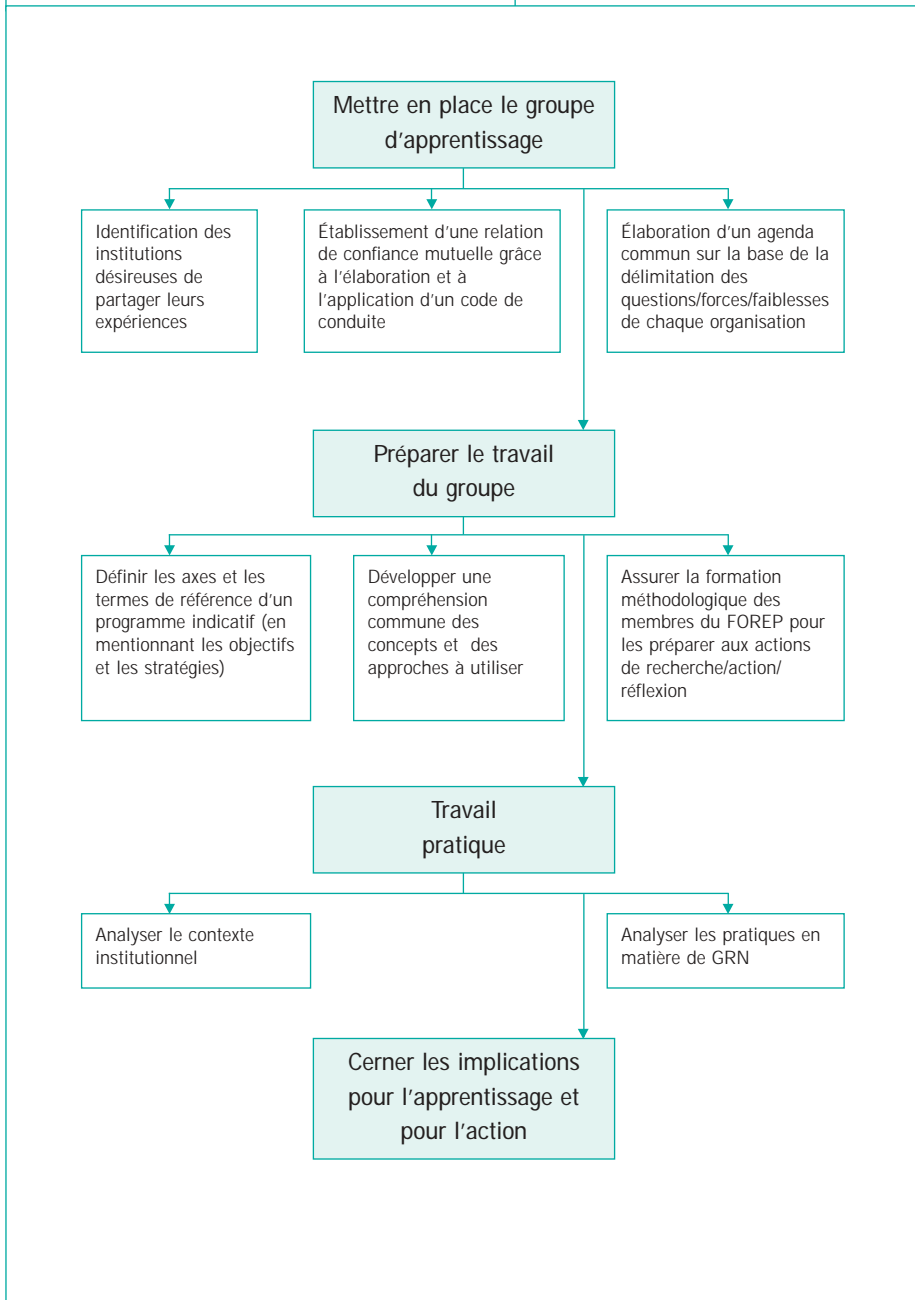 Mettre en place le groupe
d'apprentissage
Identification des
institutions
désireuses de
partager leurs
expériences
Établissement d'une relation
de confiance mutuelle grâce
à l'élaboration et à
l'application d'un code de
conduite
Élaboration d'un agenda
commun sur la base de la
délimitation des
questions/forces/faiblesses
de chaque organisation
Préparer le travail
du groupe
Définir les axes et les
termes de référence d'un
programme indicatif (en
mentionnant les objectifs
et les stratégies)
Développer une
compréhension
commune des
concepts et des
approches à utiliser
Assurer la formation
méthodologique des
membres du FOREP pour
les préparer aux actions
de recherche/action/
réflexion
Travail
pratique
Analyser le contexte
institutionnel
Analyser les pratiques en
matière de GRN
Cerner les implications
pour l'apprentissage et
pour l'action